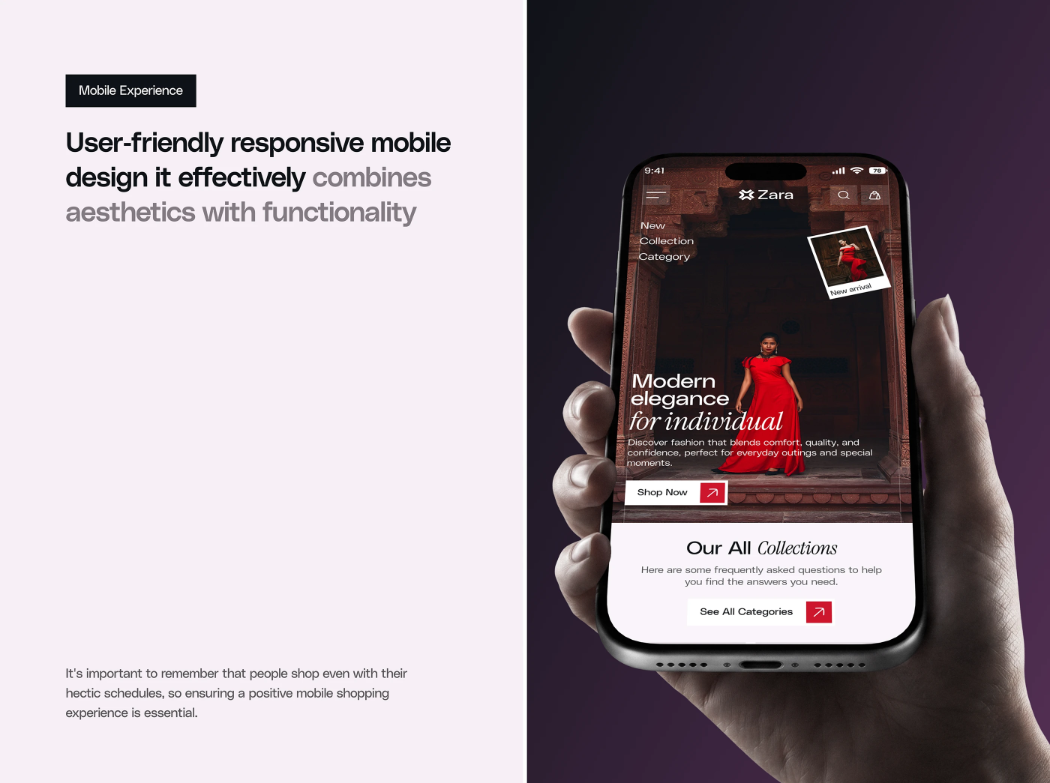 Mobile Experience
User-friendly responsive mobile
design it effectively combines
aesthetics with functionality
It's important to remember that people shop even with their
hectic schedules, so ensuring a positive mobile shopping
experience is essential.
9:41
78
Zara
New
Collection
Category
New arrival
Modern
elegance
for individual
Discover fashion that blends comfort, quality, and
confidence, perfect for everyday outings and special
moments.
Shop Now
Our All Collections
Here are some frequently asked questions to help
you find the answers you need.
See All Categories